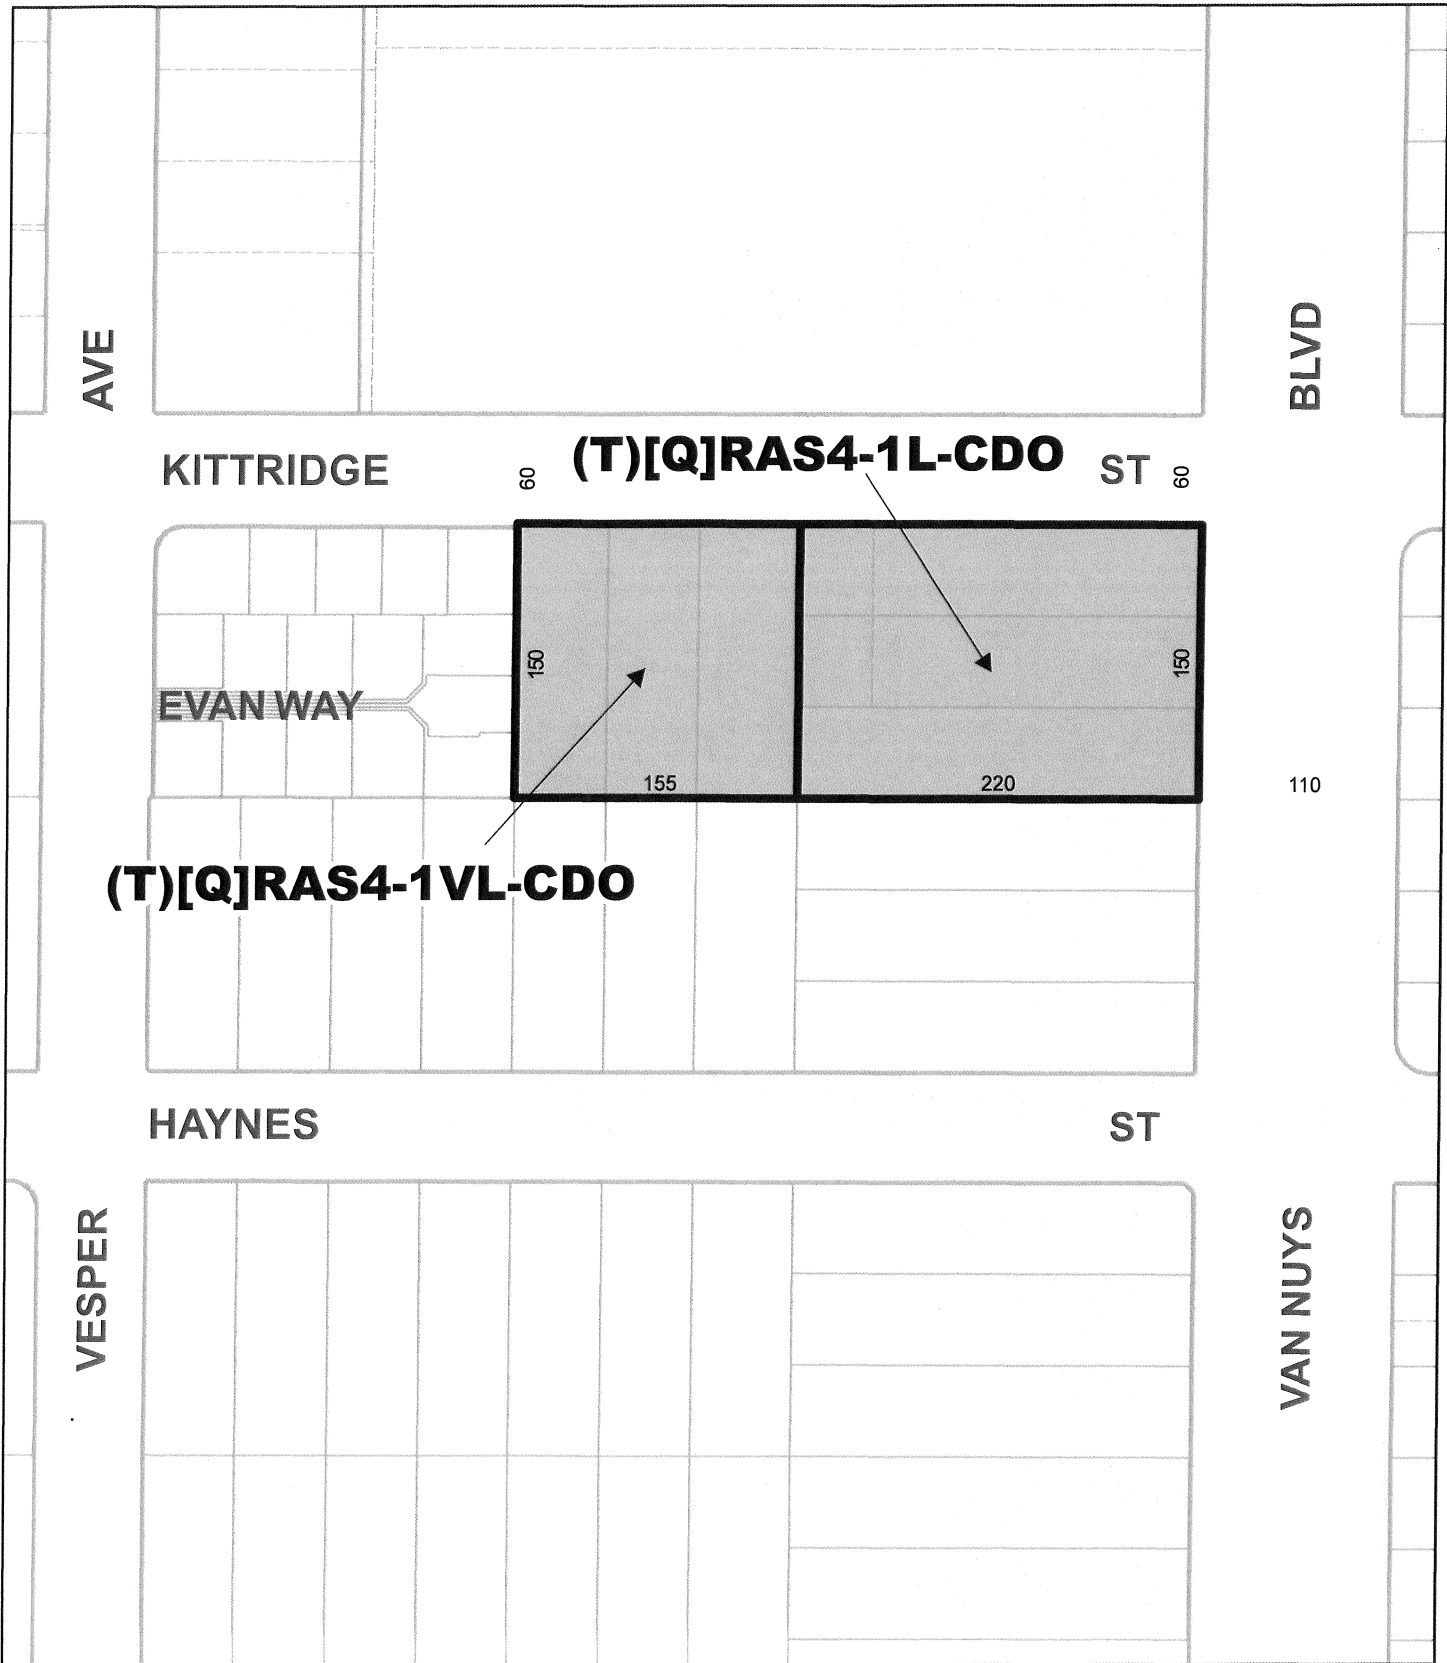 AVE
BLVD
KITTRIDGE
60
(T)[Q]RAS4-1L-CDO
ST
60
150
150
EVAN WAY
155
220
110
(T)[Q]RAS4-1VL-CDO
HAYNES
ST
VESPER
VAN NUYS